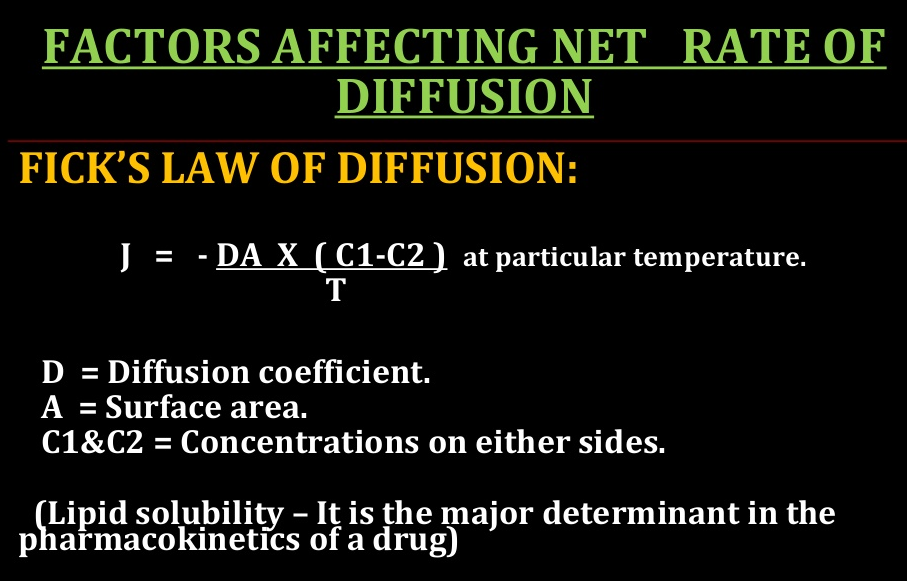 FACTORS AFFECTING NET RATE OF
DIFFUSION
FICK’S LAW OF DIFFUSION:
J = - DA X ( C1-C2 ) at particular temperature.
T
D = Diffusion coefficient.
A = Surface area.
C1&C2 = Concentrations on either sides.
(Lipid solubility – It is the major determinant in the
pharmacokinetics of a drug)